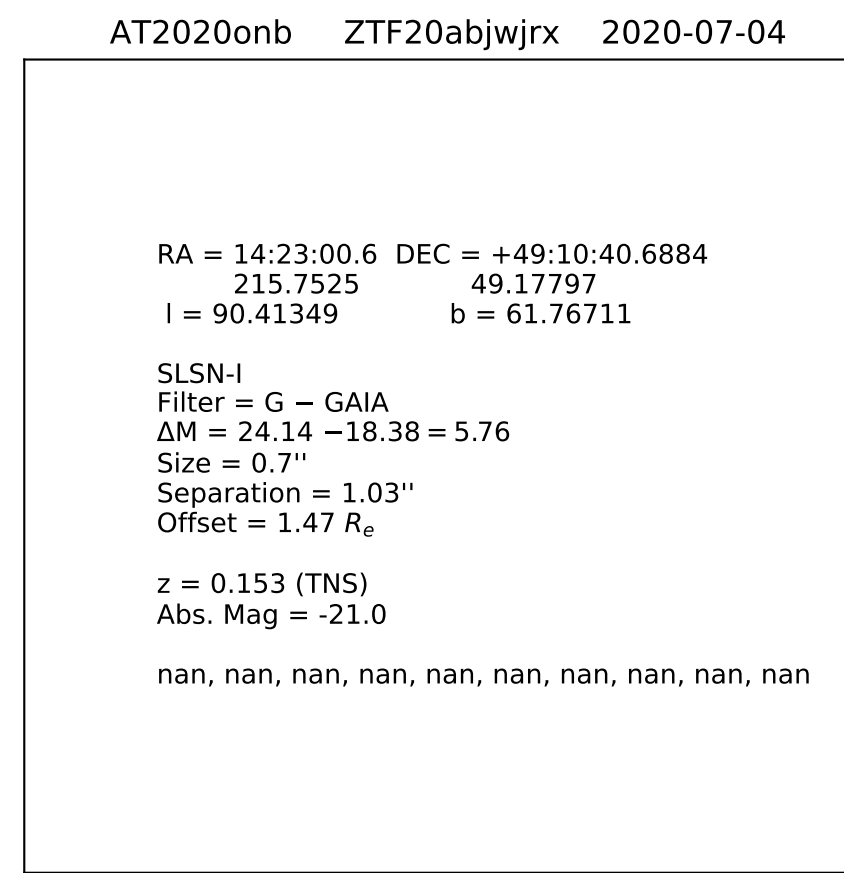 AT2020onb ZTF20abjwjrx 2020-07-04
RA = 14:23:00.6 DEC = +49:10:40.6884
215.7525 49.17797
l = 90.41349 b = 61.76711
SLSN-I
Filter = G − GAIA
ΔM = 24.14 −18.38 = 5.76
Size = 0.7''
Separation = 1.03''
Offset = 1.47 Rₑ
z = 0.153 (TNS)
Abs. Mag = -21.0
nan, nan, nan, nan, nan, nan, nan, nan, nan, nan